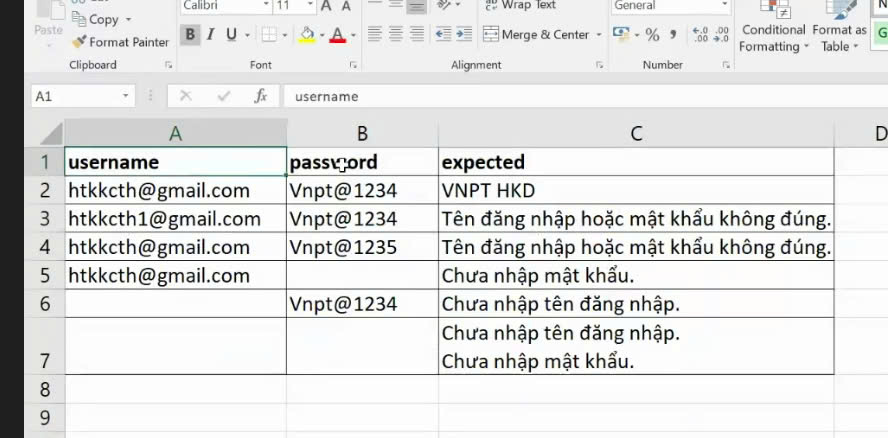 Calibri 11 A A Wrap Text General
Paste Copy
Format Painter B I U A Merge & Center % Conditional Format as
Formatting Table
Clipboard Font Alignment Number
A1 fx username
A B C D
1 username password expected
2 htkkcth@gmail.com Vnpt@1234 VNPT HKD
3 htkkcth1@gmail.com Vnpt@1234 Tên đăng nhập hoặc mật khẩu không đúng.
4 htkkcth@gmail.com Vnpt@1235 Tên đăng nhập hoặc mật khẩu không đúng.
5 htkkcth@gmail.com Chưa nhập mật khẩu.
6 Vnpt@1234 Chưa nhập tên đăng nhập.
Chưa nhập tên đăng nhập.
7 Chưa nhập mật khẩu.
8
9